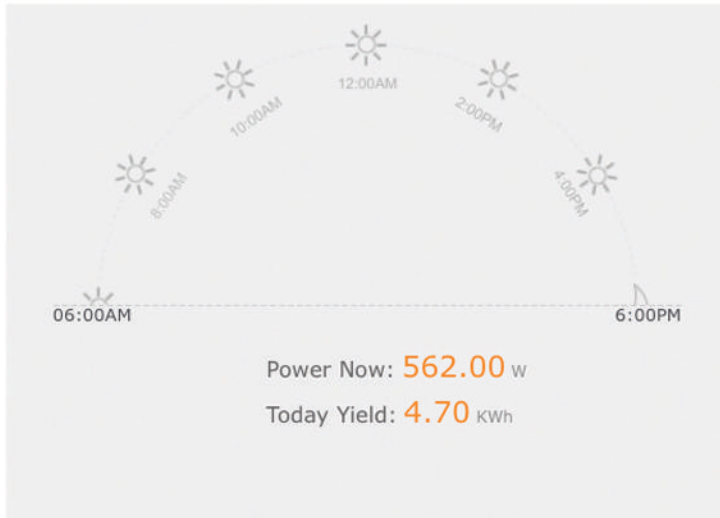 12:00AM
10:00AM
2:00PM
8:00AM
4:00PM
06:00AM
6:00PM
Power Now: 562.00 W
Today Yield: 4.70 KWh